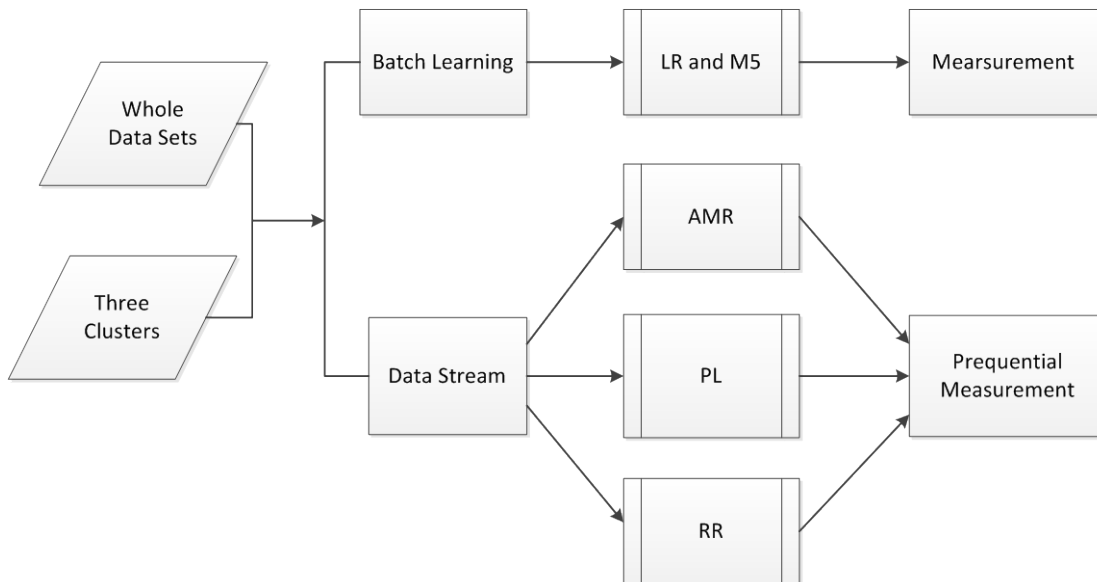 Whole
Data Sets
Three
Clusters
Batch Learning
LR and M5
Mearsurement
Data Stream
AMR
PL
RR
Prequential
Measurement